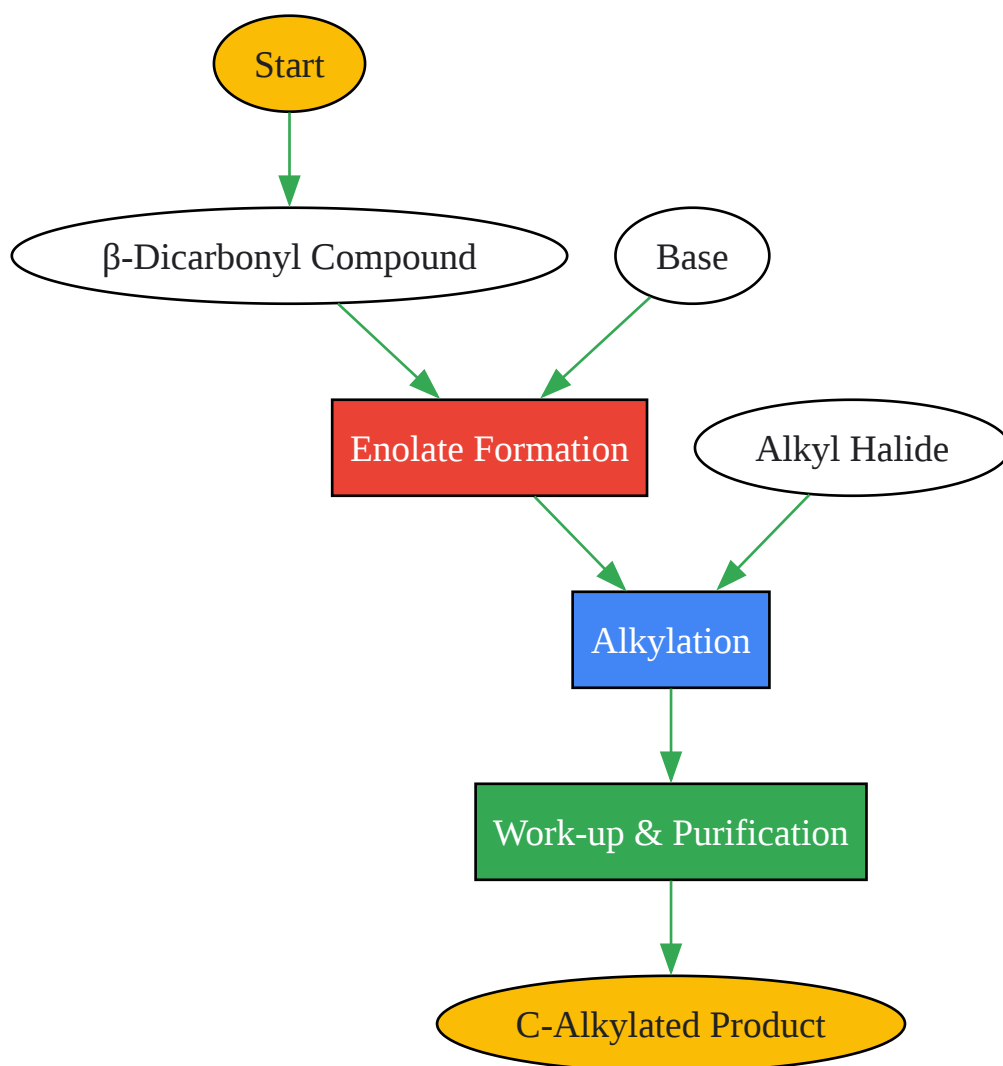 Start
β-Dicarbonyl Compound
Base
Enolate Formation
Alkyl Halide
Alkylation
Work-up & Purification
C-Alkylated Product